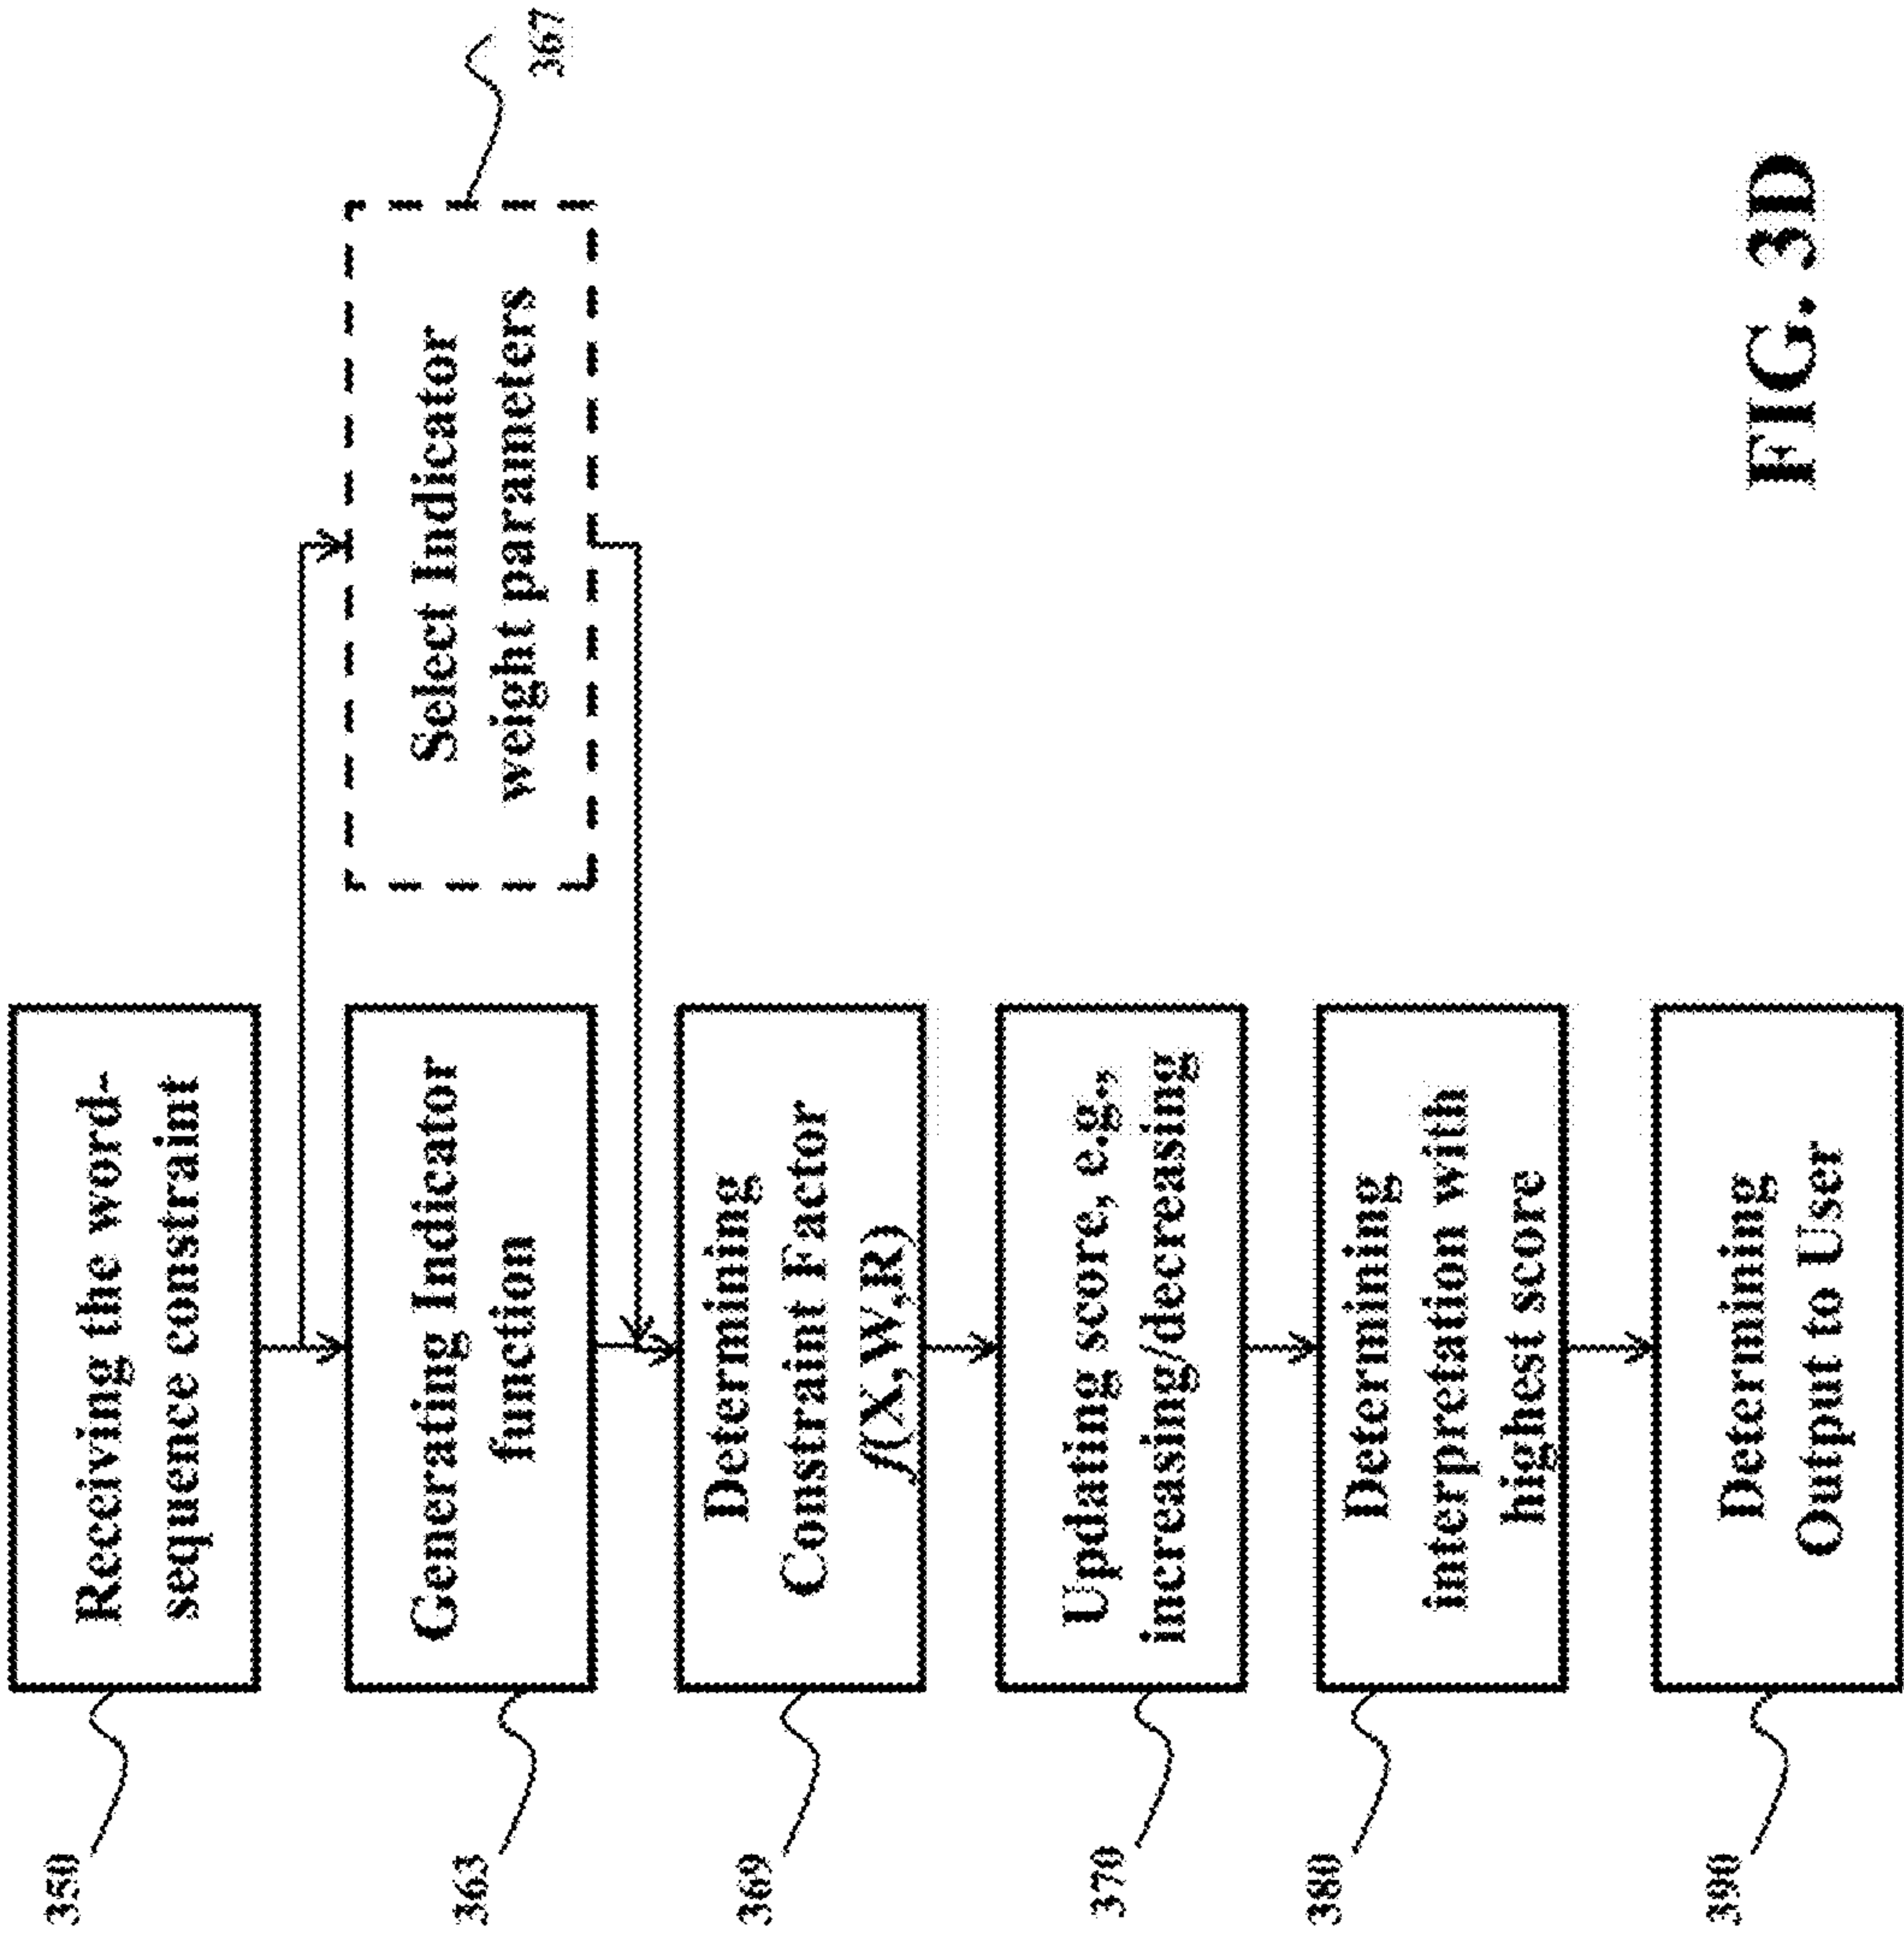 350
Receiving the word-
sequence constraint
363
Generating Indicator
function
Select Indicator
weight parameters
367
369
Determining
Constraint Factor
f(X,W,R)
370
Updating score, e.g.,
increasing/decreasing
380
Determining
interpretation with
highest score
390
Determining
Output to User
FIG. 3D